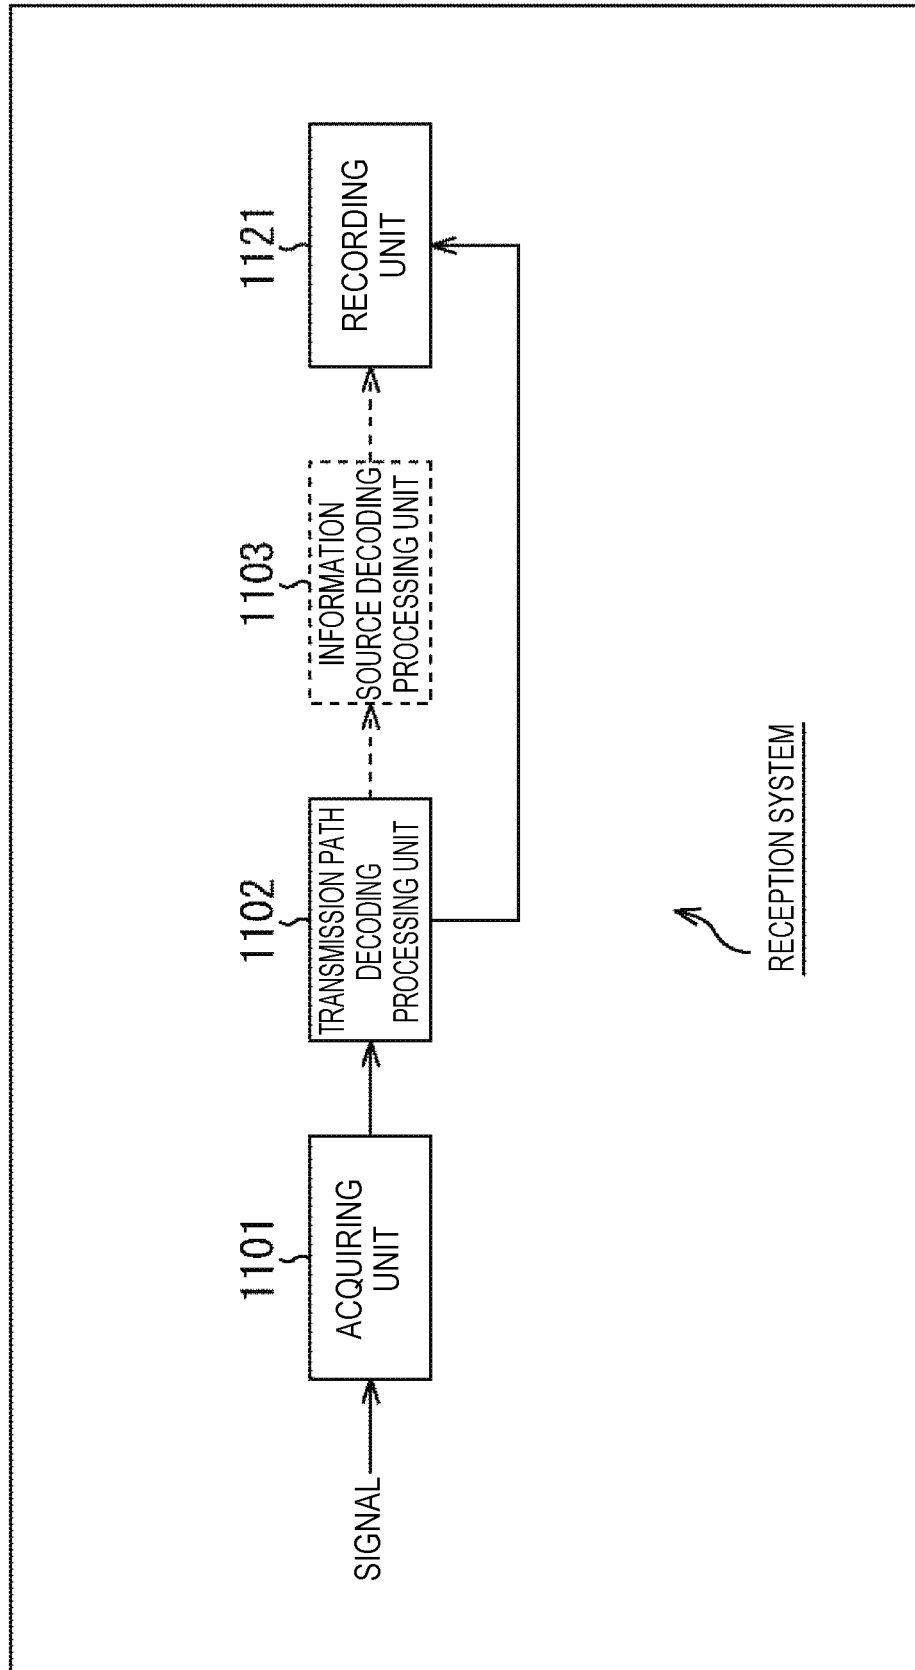 1101
1102
1103
1121
SIGNAL
ACQUIRING
UNIT
TRANSMISSION PATH
DECODING
PROCESSING UNIT
INFORMATION
SOURCE DECODING
PROCESSING UNIT
RECORDING
UNIT
RECEPTION SYSTEM